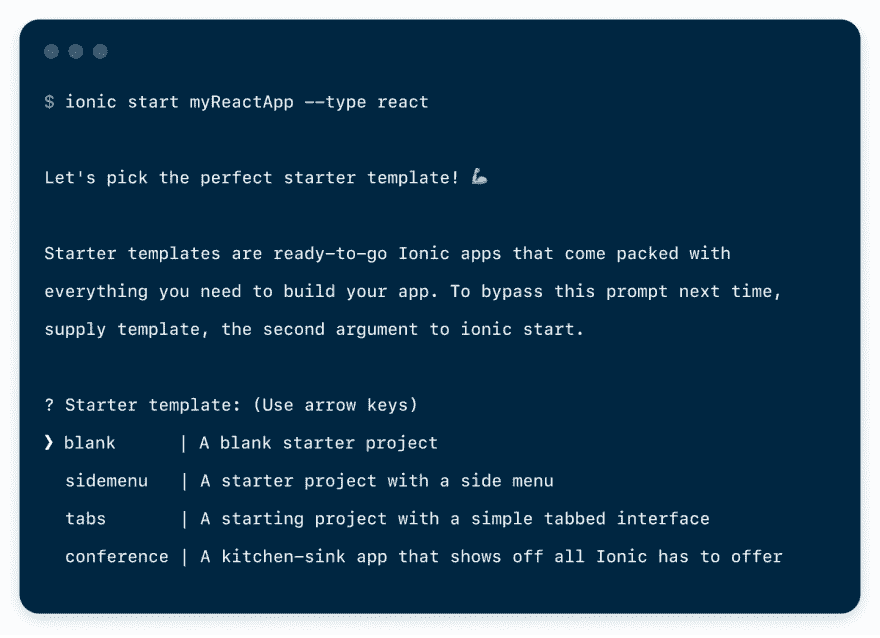 $ ionic start myReactApp --type react
Let's pick the perfect starter template! 💪
Starter templates are ready-to-go Ionic apps that come packed with
everything you need to build your app. To bypass this prompt next time,
supply template, the second argument to ionic start.
? Starter template: (Use arrow keys)
❯ blank      | A blank starter project
  sidemenu   | A starter project with a side menu
  tabs       | A starting project with a simple tabbed interface
  conference | A kitchen-sink app that shows off all Ionic has to offer